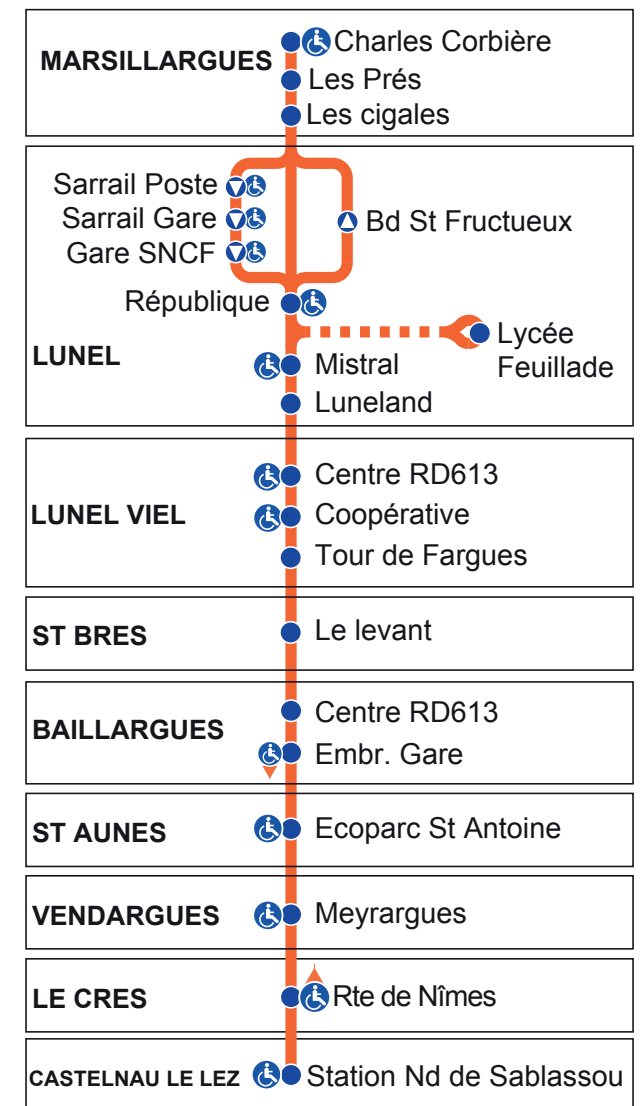 MARSILLARGUES
Charles Corbière
Les Prés
Les cigales
Sarrail Poste
Sarrail Gare
Gare SNCF
Bd St Fructueux
République
LUNEL
Lycée
Feuillade
Mistral
Luneland
LUNEL VIEL
Centre RD613
Coopérative
Tour de Fargues
ST BRES
Le levant
BAILLARGUES
Centre RD613
Embr. Gare
ST AUNES
Ecoparc St Antoine
VENDARGUES
Meyrargues
LE CRES
Rte de Nîmes
CASTELNAU LE LEZ
Station Nd de Sablassou